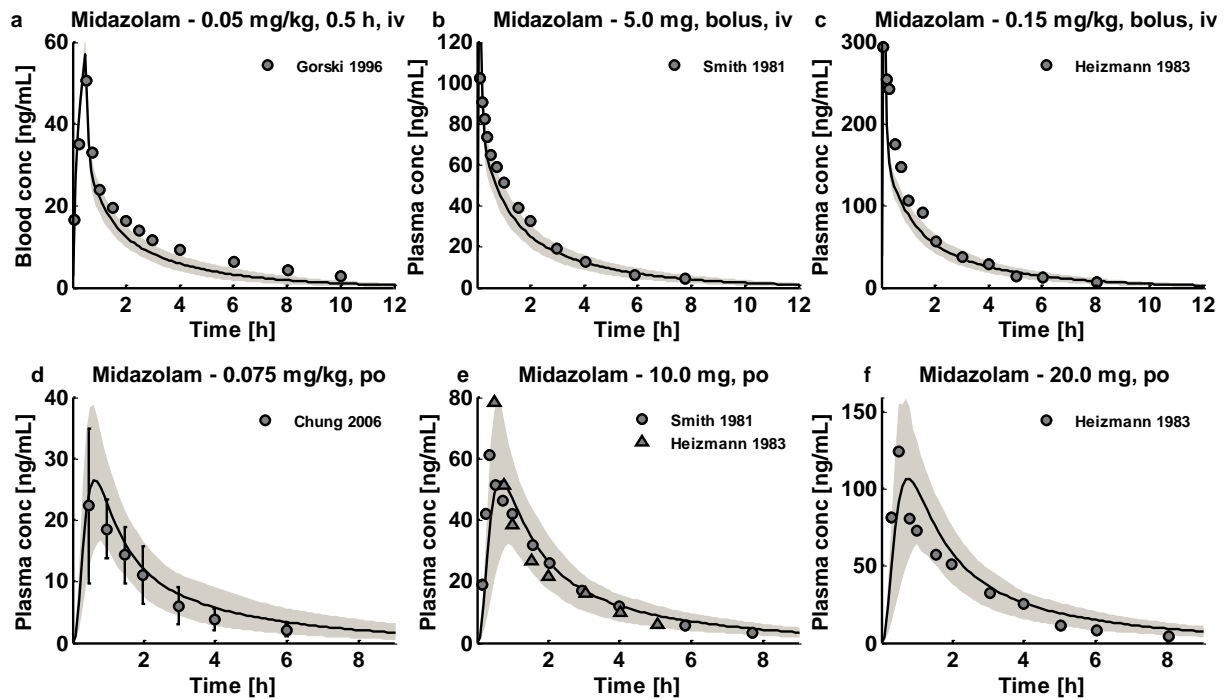 a Midazolam - 0.05 mg/kg, 0.5 h, iv
60
40
20
0
Blood conc [ng/mL]
Gorski 1996
2 4 6 8 10 12
Time [h]
b Midazolam - 5.0 mg, bolus, iv
120
100
80
60
40
20
0
Plasma conc [ng/mL]
Smith 1981
2 4 6 8 10 12
Time [h]
c Midazolam - 0.15 mg/kg, bolus, iv
300
200
100
0
Plasma conc [ng/mL]
Heizmann 1983
2 4 6 8 10 12
Time [h]
d Midazolam - 0.075 mg/kg, po
40
30
20
10
0
Plasma conc [ng/mL]
Chung 2006
2 4 6 8
Time [h]
e Midazolam - 10.0 mg, po
80
60
40
20
0
Plasma conc [ng/mL]
Smith 1981
Heizmann 1983
2 4 6 8
Time [h]
f Midazolam - 20.0 mg, po
150
100
50
0
Plasma conc [ng/mL]
Heizmann 1983
2 4 6 8
Time [h]